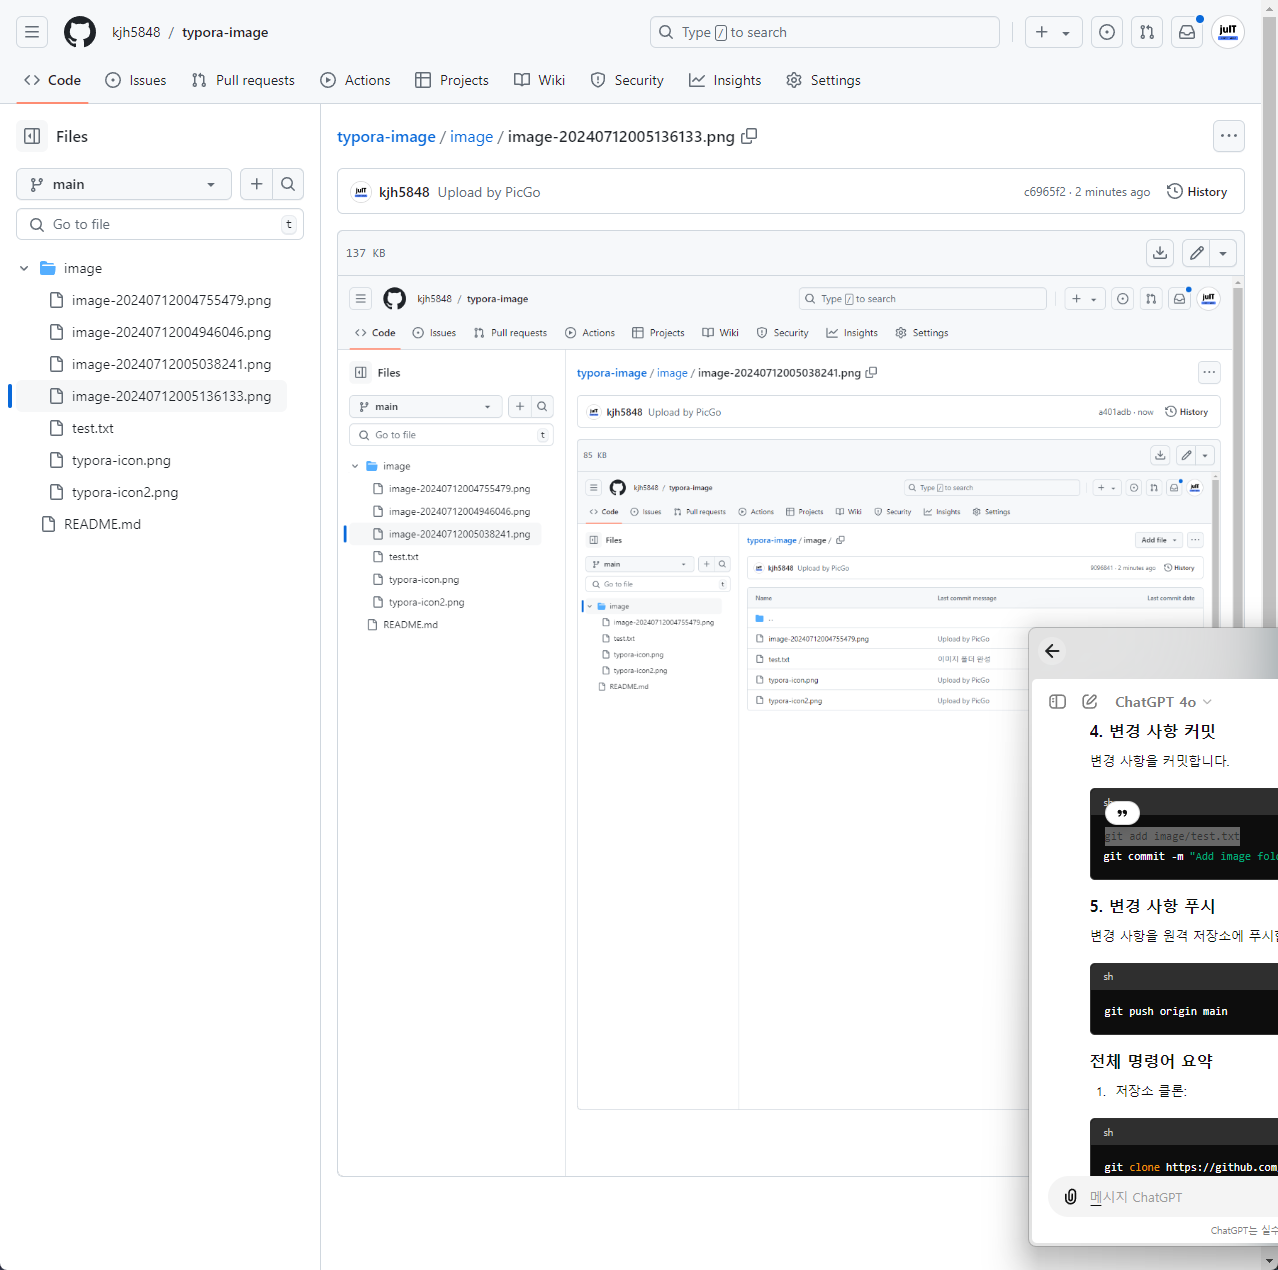 kjh5848 / typora-image
Type / to search
juIT
Code
Issues
Pull requests
Actions
Projects
Wiki
Security
Insights
Settings
Files
main
Go to file
t
image
image-20240712004755479.png
image-20240712004946046.png
image-20240712005038241.png
image-20240712005136133.png
test.txt
typora-icon.png
typora-icon2.png
README.md
typora-image / image / image-20240712005136133.png
juIT
kjh5848 Upload by PicGo
c6965f2 · 2 minutes ago
History
137 KB
kjh5848 / typora-image
Type / to search
juIT
Code
Issues
Pull requests
Actions
Projects
Wiki
Security
Insights
Settings
Files
main
Go to file
t
image
image-20240712004755479.png
image-20240712004946046.png
image-20240712005038241.png
test.txt
typora-icon.png
typora-icon2.png
README.md
typora-image / image / image-20240712005038241.png
kjh5848 Upload by PicGo
a401adb · now
History
85 KB
kjh5848 / typora-image
Type / to search
Code
Issues
Pull requests
Actions
Projects
Wiki
Security
Insights
Settings
Files
main
Go to file
t
image
image-20240712004755479.png
test.txt
typora-icon.png
typora-icon2.png
README.md
typora-image / image /
Add file
kjh5848 Upload by PicGo
9096841 · 2 minutes ago
History
Name
Last commit message
Last commit date
..
image-20240712004755479.png
Upload by PicGo
test.txt
이미지 폴더 완성
typora-icon.png
Upload by PicGo
typora-icon2.png
Upload by PicGo
ChatGPT 4o
4. 변경 사항 커밋
변경 사항을 커밋합니다.
sh
git add image/test.txt
git commit -m "Add image fol
5. 변경 사항 푸시
변경 사항을 원격 저장소에 푸시
sh
git push origin main
전체 명령어 요약
1. 저장소 클론:
sh
git clone https://github.com
메시지 ChatGPT
ChatGPT는 실수